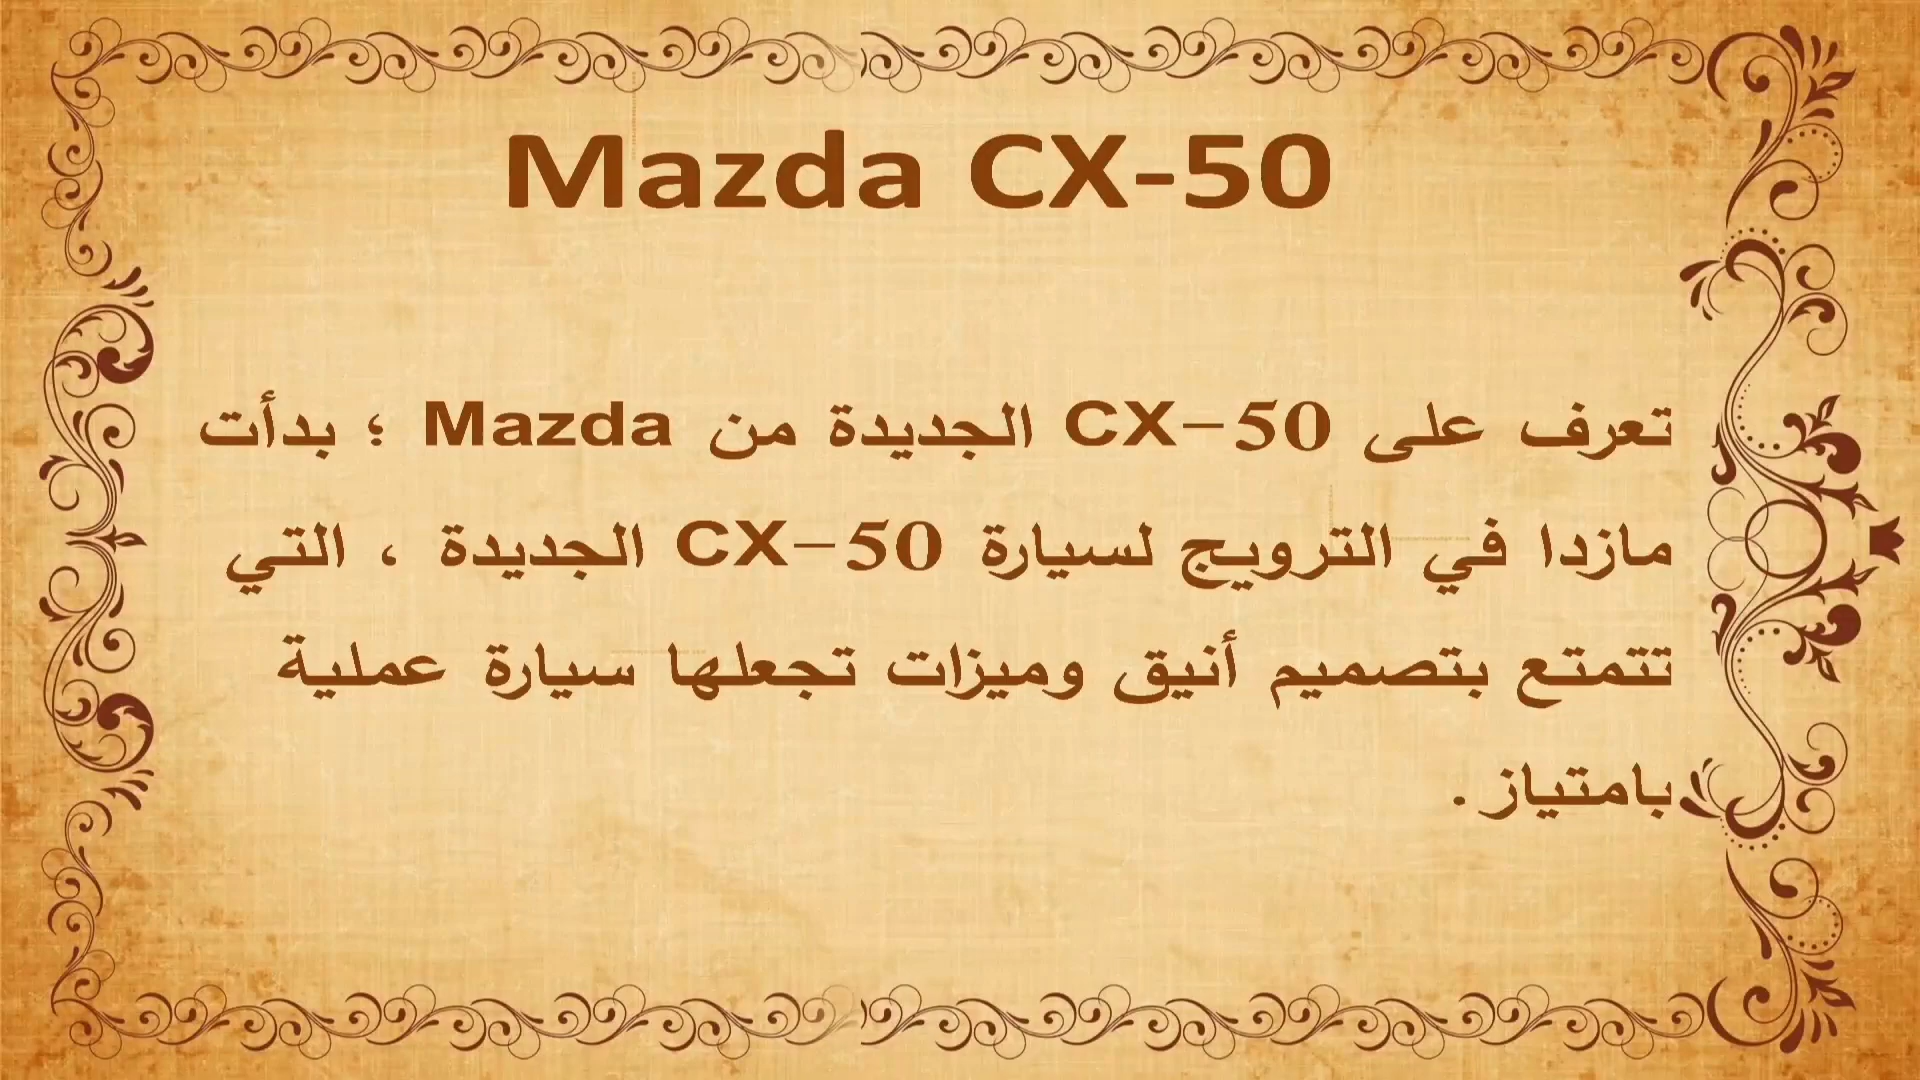 Mazda CX-50
تعرف على CX-50 الجديدة من Mazda ؛ بدأت
مازدا في الترويج لسيارة CX-50 الجديدة ، التي
تتمتع بتصميم أنيق وميزات تجعلها سيارة عملية
بامتياز.